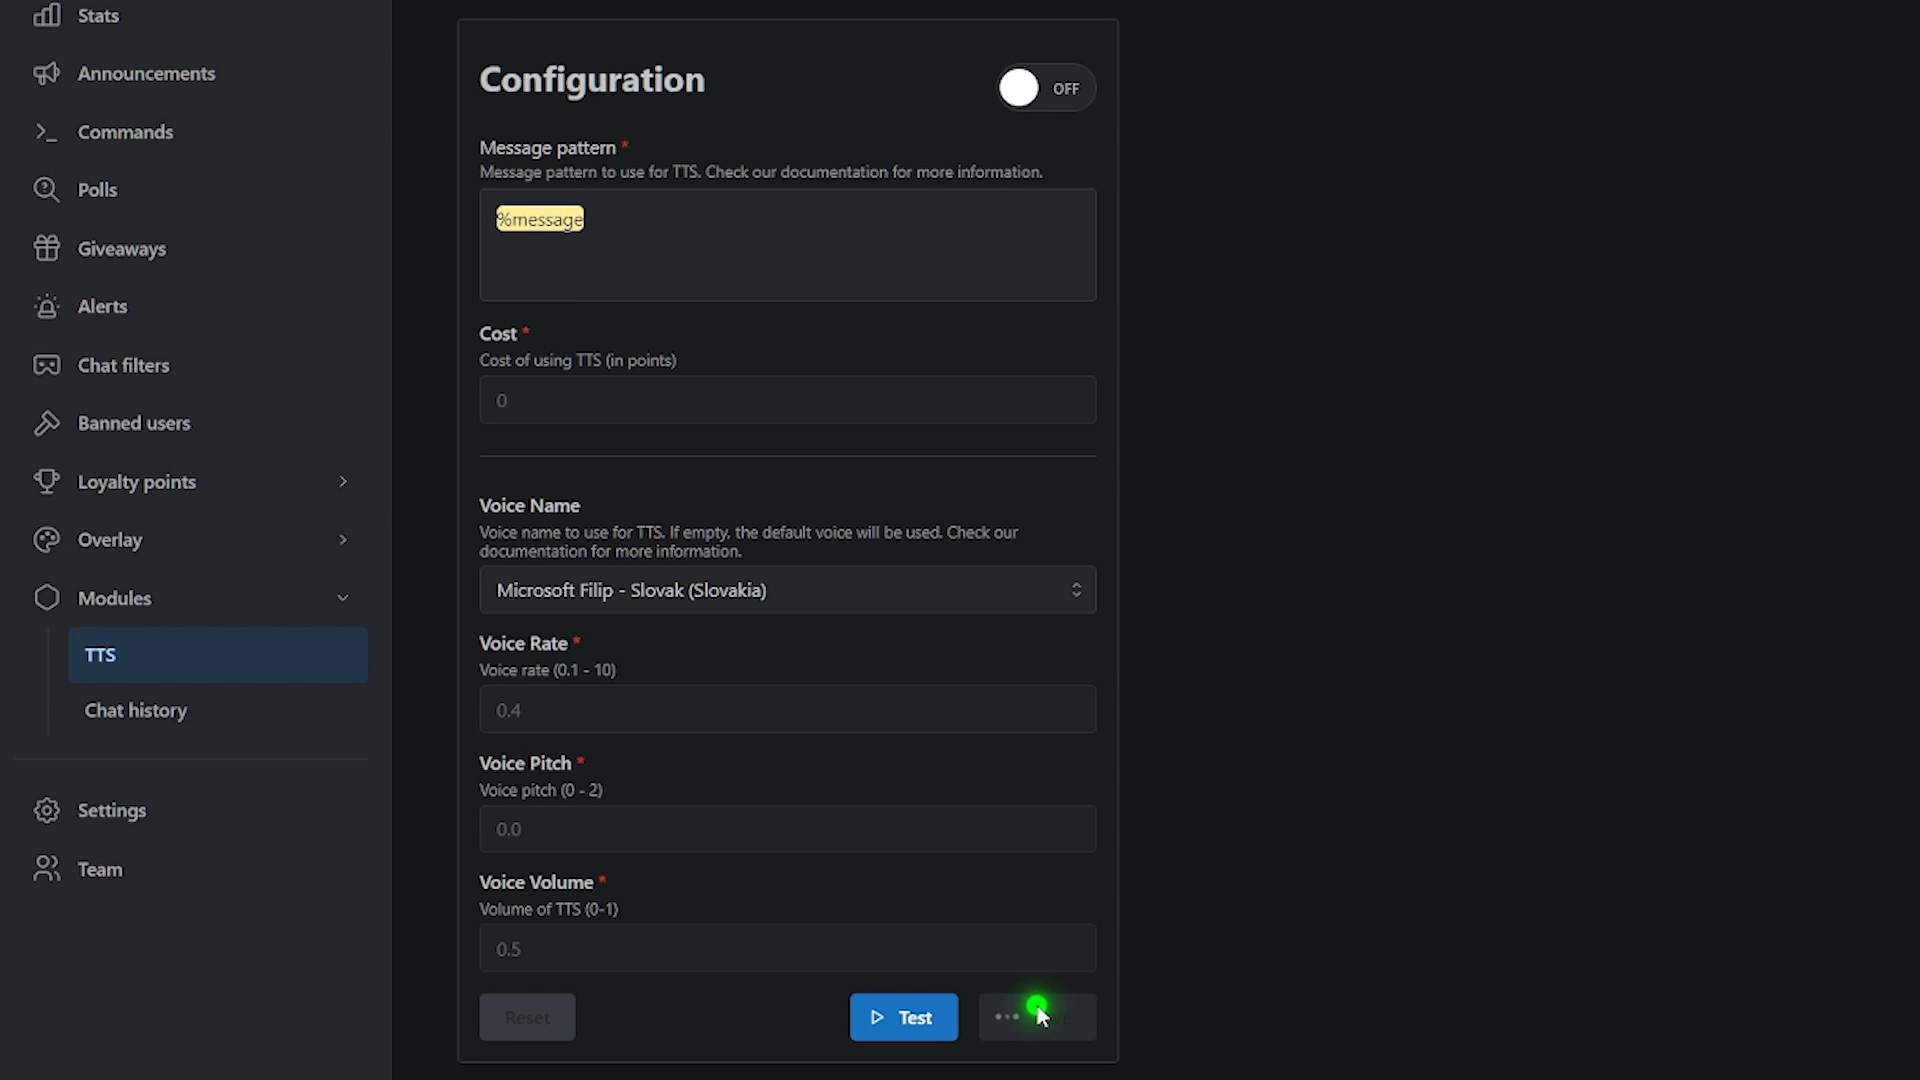 Stats
Announcements
Commands
Polls
Giveaways
Alerts
Chat filters
Banned users
Loyalty points
Overlay
Modules
TTS
Chat history
Settings
Team
Configuration
OFF
Message pattern *
Message pattern to use for TTS. Check our documentation for more information.
%message
Cost *
Cost of using TTS (in points)
0
Voice Name
Voice name to use for TTS. If empty, the default voice will be used. Check our
documentation for more information.
Microsoft Filip - Slovak (Slovakia)
Voice Rate *
Voice rate (0.1 - 10)
0.4
Voice Pitch *
Voice pitch (0 - 2)
0.0
Voice Volume *
Volume of TTS (0-1)
0.5
Reset
Test